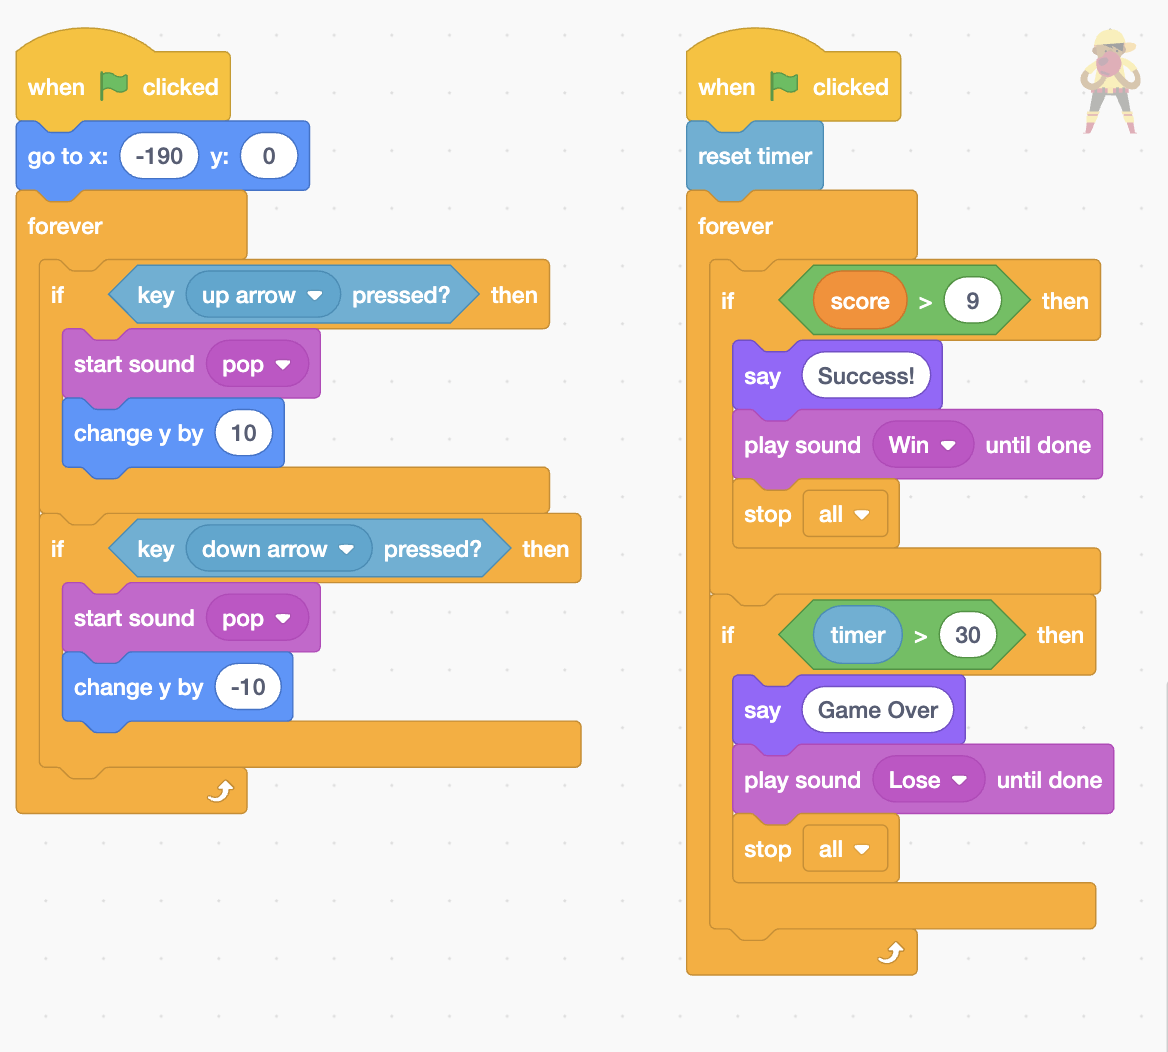 when clicked
go to x: -190 y: 0
forever
if key up arrow pressed? then
start sound pop
change y by 10
if key down arrow pressed? then
start sound pop
change y by -10
when clicked
reset timer
forever
if score > 9 then
say Success!
play sound Win until done
stop all
if timer > 30 then
say Game Over
play sound Lose until done
stop all